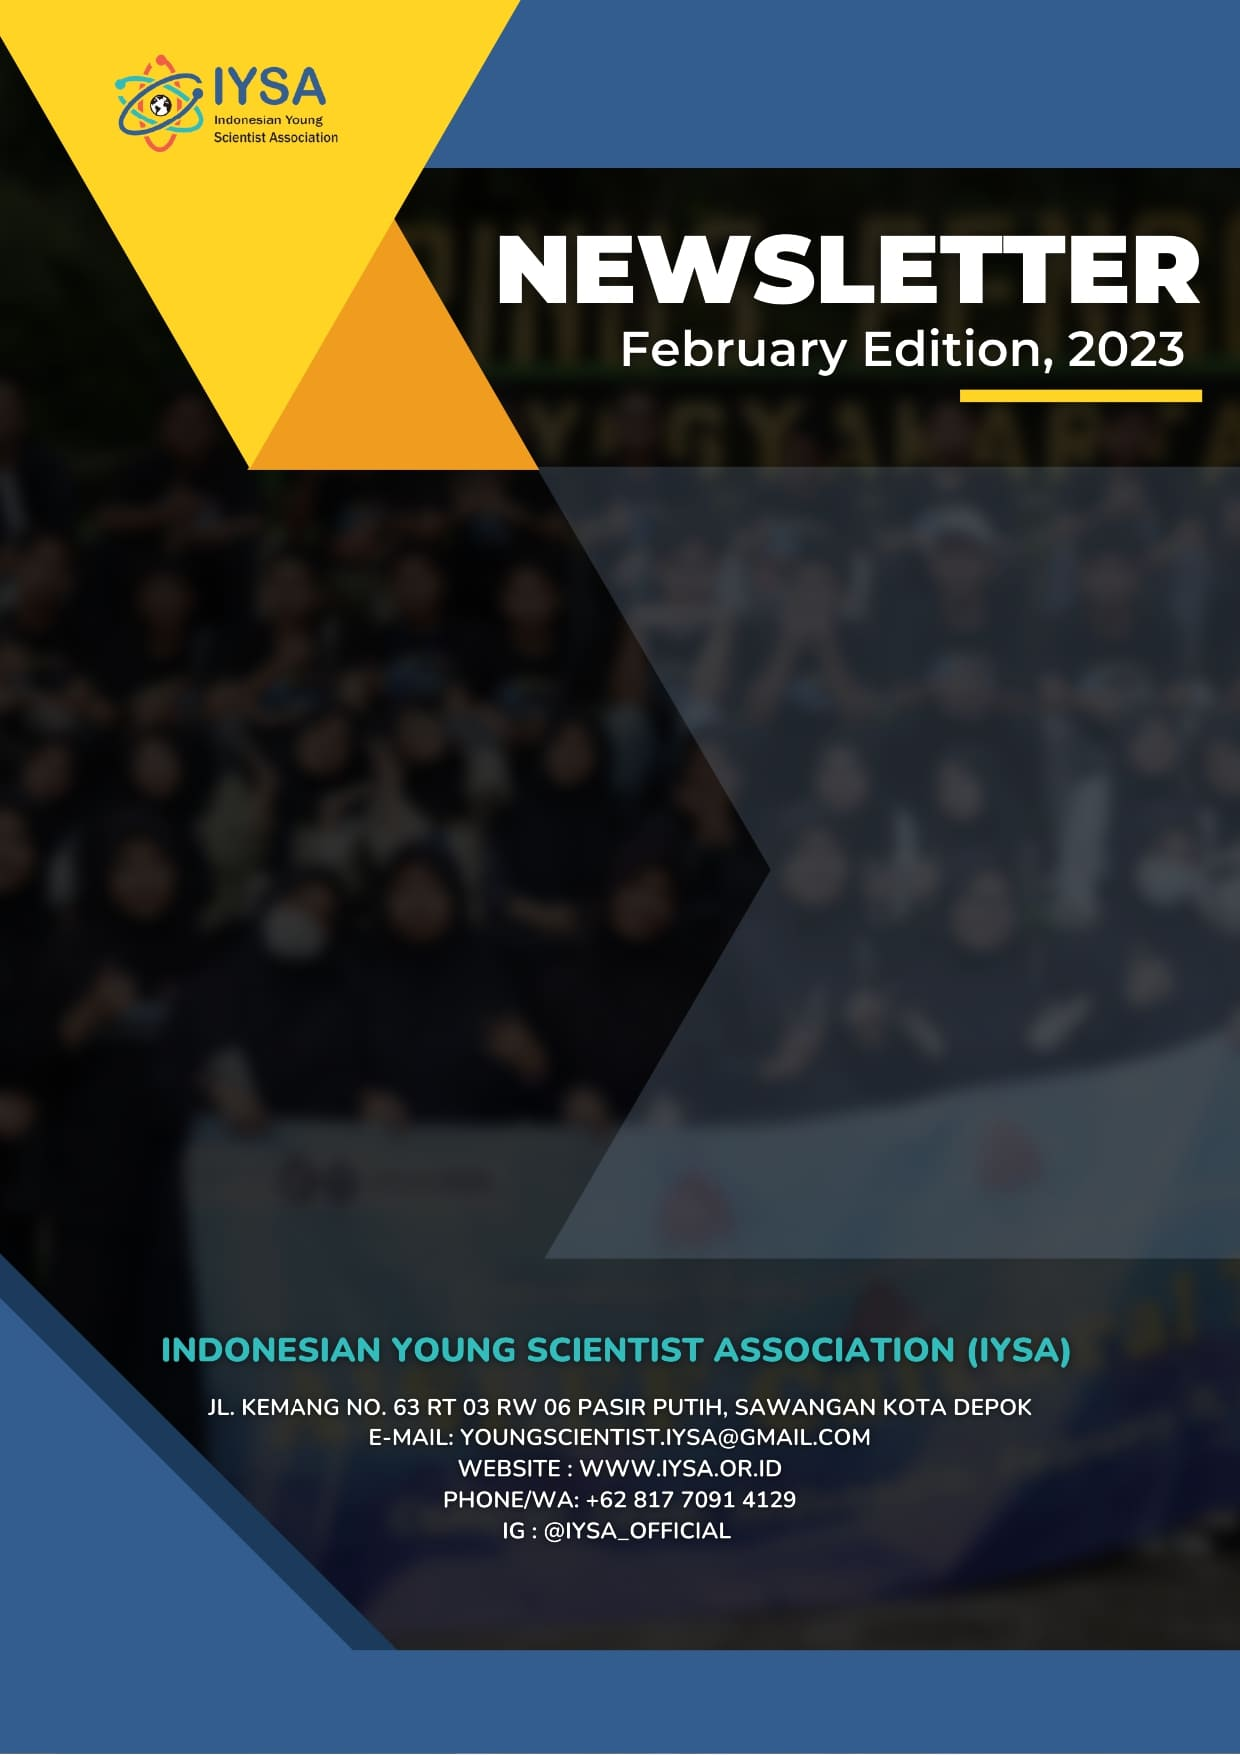 IYSA
Indonesian Young
Scientist Association
NEWSLETTER
February Edition, 2023
YOGYAKARTA
INDONESIAN YOUNG SCIENTIST ASSOCIATION (IYSA)
JL. KEMANG NO. 63 RT 03 RW 06 PASIR PUTIH, SAWANGAN KOTA DEPOK
E-MAIL: YOUNGSCIENTIST.IYSA@GMAIL.COM
WEBSITE : WWW.IYSA.OR.ID
PHONE/WA: +62 817 7091 4129
IG : @IYSA_OFFICIAL